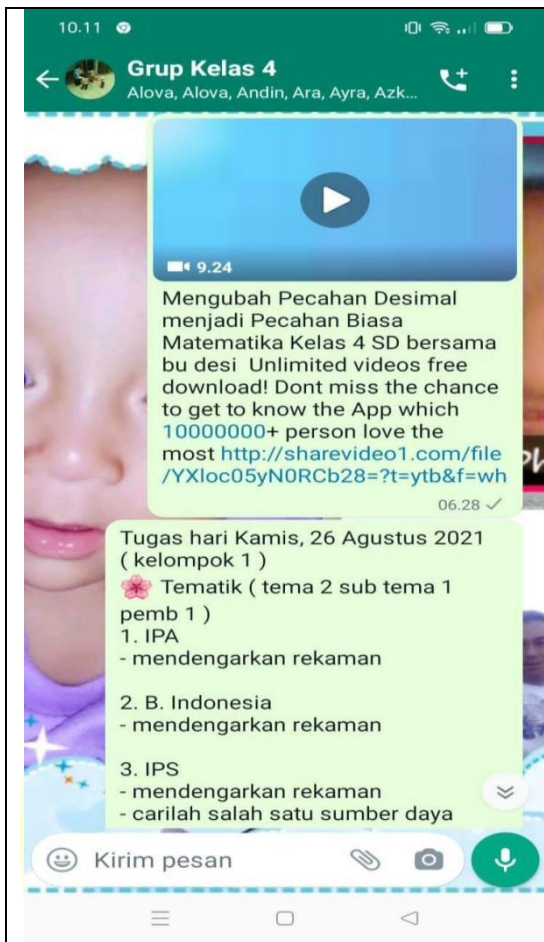 10.11
Grup Kelas 4
Alova, Alova, Andin, Ara, Ayra, Azk...
9.24
Mengubah Pecahan Desimal
menjadi Pecahan Biasa
Matematika Kelas 4 SD bersama
bu desi  Unlimited videos free
download! Dont miss the chance
to get to know the App which
10000000+ person love the
most http://sharevideo1.com/file
/YXloc05yN0RCb28=?t=ytb&f=wh
06.28
Tugas hari Kamis, 26 Agustus 2021
( kelompok 1 )
🌸 Tematik ( tema 2 sub tema 1
pemb 1 )
1. IPA
- mendengarkan rekaman
2. B. Indonesia
- mendengarkan rekaman
3. IPS
- mendengarkan rekaman
- carilah salah satu sumber daya
Kirim pesan